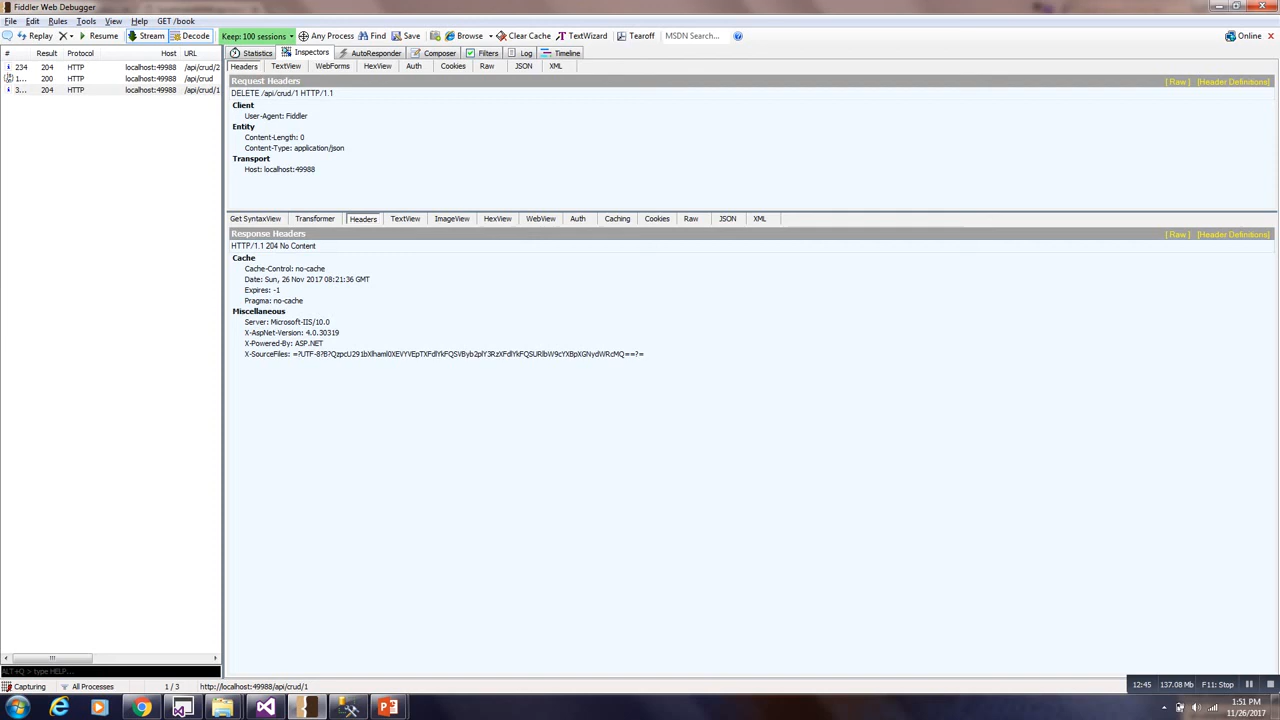 Fiddler Web Debugger
File Edit Rules Tools View Help GET /book
Replay Resume Stream Decode Keep: 100 sessions Any Process Find Save Browse Clear Cache TextWizard Tearoff MSDN Search... Online
# Result Protocol Host URL
234 204 HTTP localhost:49988 /api/crud/2
1... 200 HTTP localhost:49988 /api/crud
3... 204 HTTP localhost:49988 /api/crud/1
Statistics Inspectors AutoResponder Composer Filters Log Timeline
Headers TextView WebForms HexView Auth Cookies Raw JSON XML
Request Headers [ Raw ] [Header Definitions]
DELETE /api/crud/1 HTTP/1.1
Client
User-Agent: Fiddler
Entity
Content-Length: 0
Content-Type: application/json
Transport
Host: localhost:49988
Get SyntaxView Transformer Headers TextView ImageView HexView WebView Auth Caching Cookies Raw JSON XML
Response Headers [ Raw ] [Header Definitions]
HTTP/1.1 204 No Content
Cache
Cache-Control: no-cache
Date: Sun, 26 Nov 2017 08:21:36 GMT
Expires: -1
Pragma: no-cache
Miscellaneous
Server: Microsoft-IIS/10.0
X-AspNet-Version: 4.0.30319
X-Powered-By: ASP.NET
X-SourceFiles:
ALT+Q > type HELP...
Capturing All Processes 1 / 3 http://localhost:49988/api/crud/1
12:45 137.08 Mb F11: Stop
1:51 PM
11/26/2017